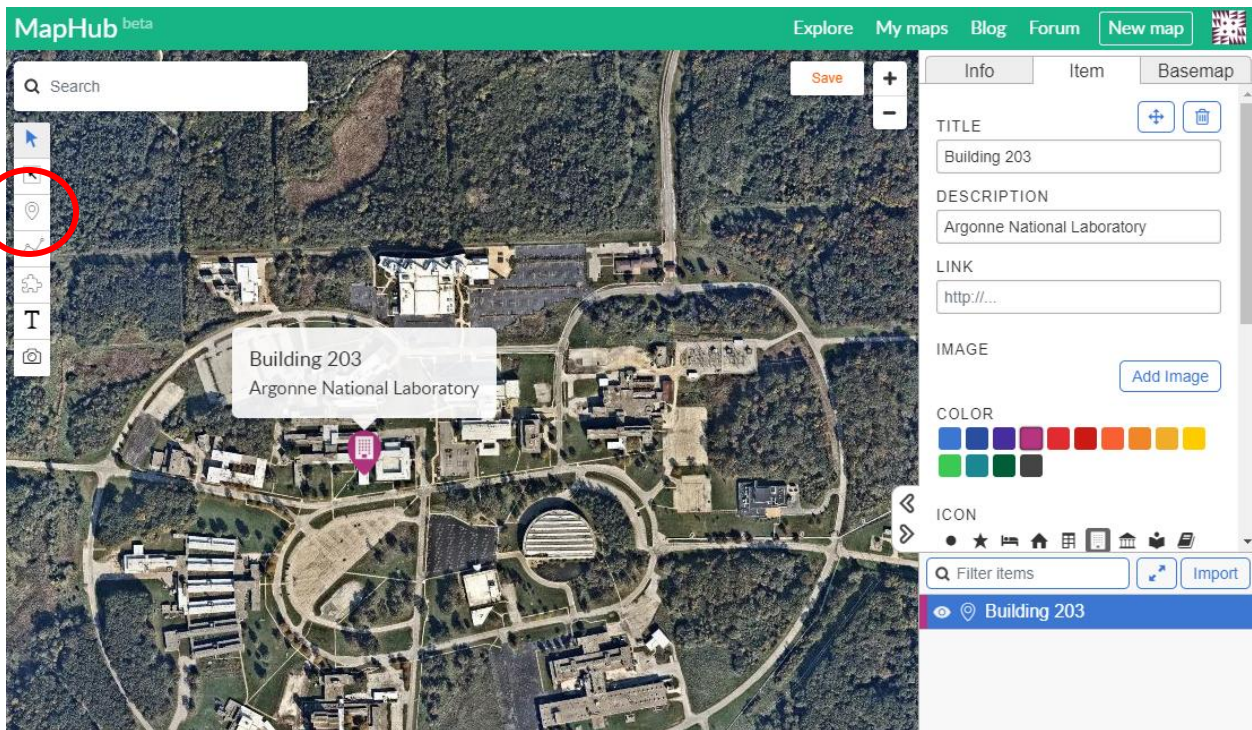 MapHub beta
Explore My maps Blog Forum New map
Search
Save
+
-
Info Item Basemap
TITLE
Building 203
DESCRIPTION
Argonne National Laboratory
LINK
http://...
IMAGE
Add Image
COLOR
ICON
T
Building 203
Argonne National Laboratory
Filter items
Import
Building 203